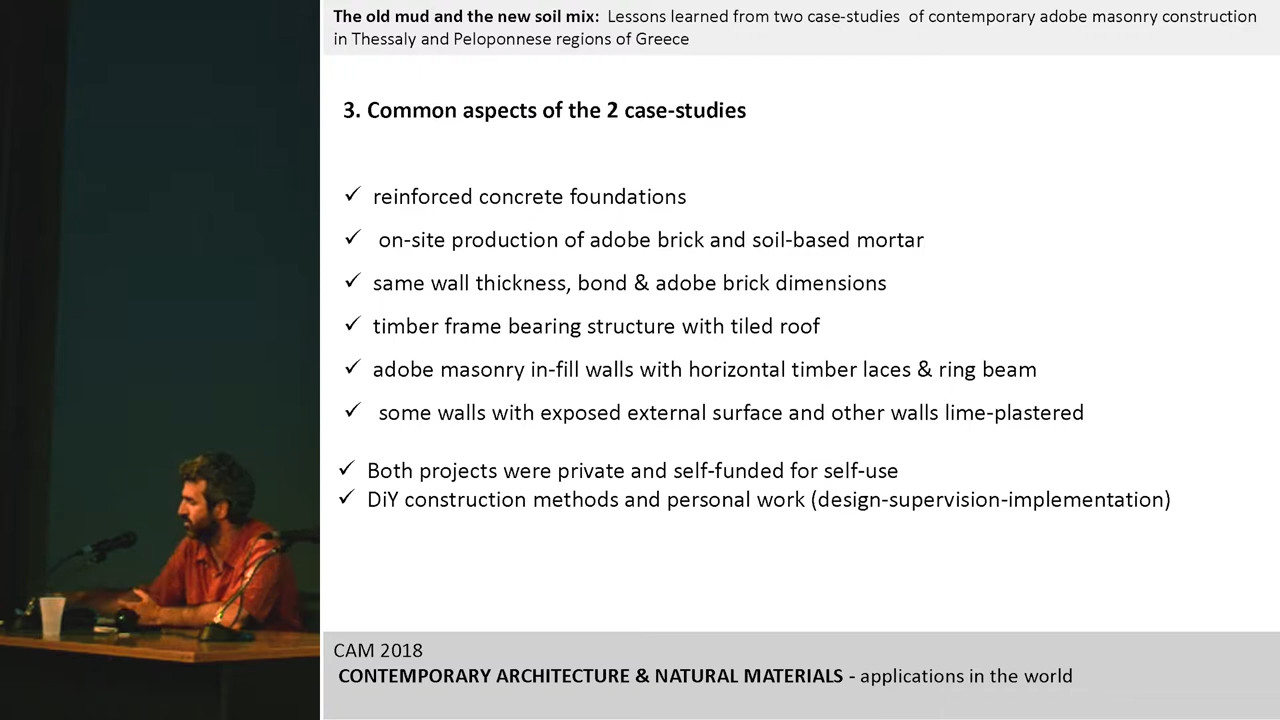 The old mud and the new soil mix: Lessons learned from two case-studies of contemporary adobe masonry construction
in Thessaly and Peloponnese regions of Greece
3. Common aspects of the 2 case-studies
✓ reinforced concrete foundations
✓ on-site production of adobe brick and soil-based mortar
✓ same wall thickness, bond & adobe brick dimensions
✓ timber frame bearing structure with tiled roof
✓ adobe masonry in-fill walls with horizontal timber laces & ring beam
✓ some walls with exposed external surface and other walls lime-plastered
✓ Both projects were private and self-funded for self-use
✓ DiY construction methods and personal work (design-supervision-implementation)
CAM 2018
CONTEMPORARY ARCHITECTURE & NATURAL MATERIALS - applications in the world